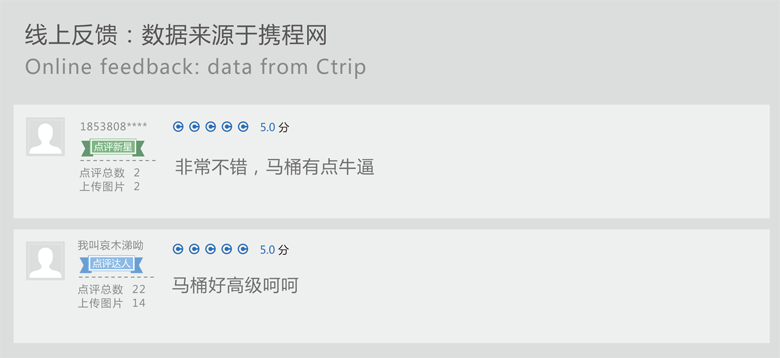 线上反馈：数据来源于携程网
Online feedback: data from Ctrip
1853808****
5.0 分
点评新星
非常不错，马桶有点牛逼
点评总数 2
上传图片 2
我叫哀木涕呦
5.0 分
点评达人
马桶好高级呵呵
点评总数 22
上传图片 14